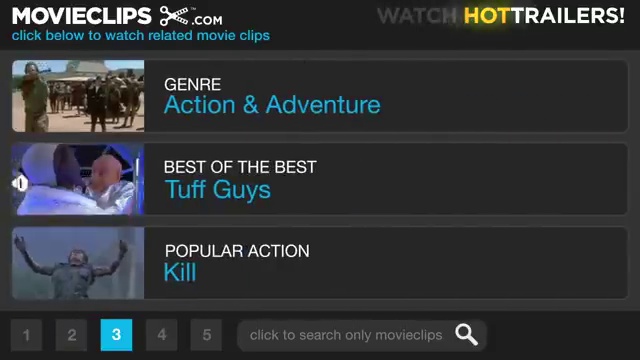 MOVIECLIPS .COM
WATCH HOTTRAILERS!
click below to watch related movie clips
GENRE
Action & Adventure
BEST OF THE BEST
Tuff Guys
POPULAR ACTION
Kill
1 2 3 4 5 click to search only movieclips